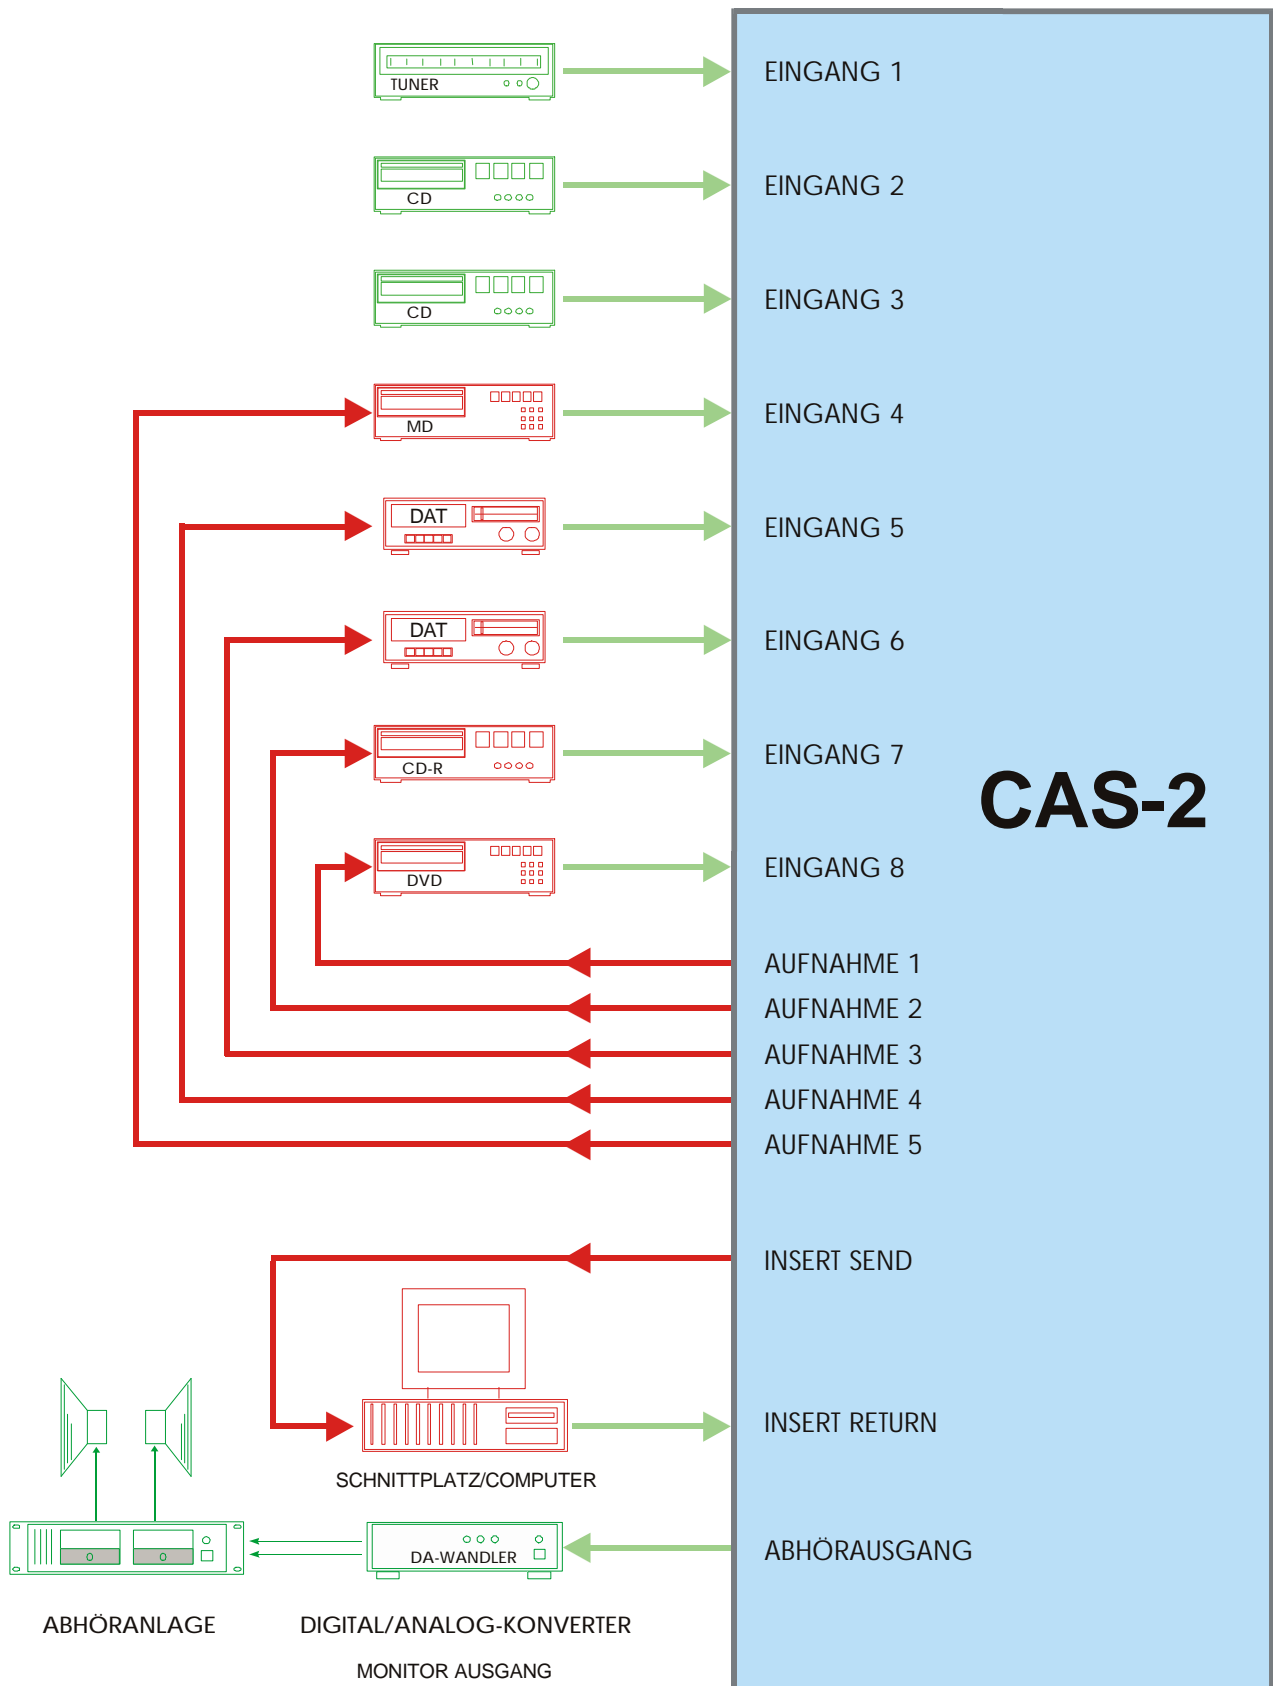 TUNER
EINGANG 1
CD
EINGANG 2
CD
EINGANG 3
MD
EINGANG 4
DAT
EINGANG 5
DAT
EINGANG 6
CD-R
EINGANG 7
CAS-2
DVD
EINGANG 8
AUFNAHME 1
AUFNAHME 2
AUFNAHME 3
AUFNAHME 4
AUFNAHME 5
INSERT SEND
INSERT RETURN
SCHNITTPLATZ/COMPUTER
DA-WANDLER
ABHÖRAUSGANG
ABHÖRANLAGE
DIGITAL/ANALOG-KONVERTER
MONITOR AUSGANG